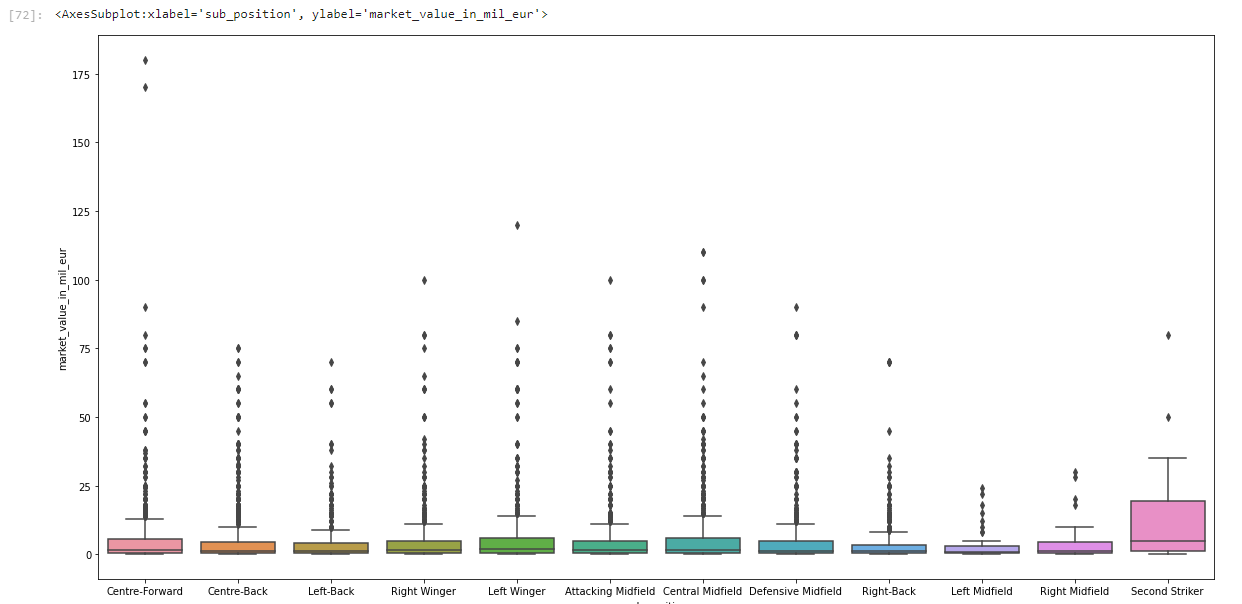 [72]: <AxesSubplot:xlabel='sub_position', ylabel='market_value_in_mil_eur'>
market_value_in_mil_eur
175
150
125
100
75
50
25
0
Centre-Forward Centre-Back Left-Back Right Winger Left Winger Attacking Midfield Central Midfield Defensive Midfield Right-Back Left Midfield Right Midfield Second Striker